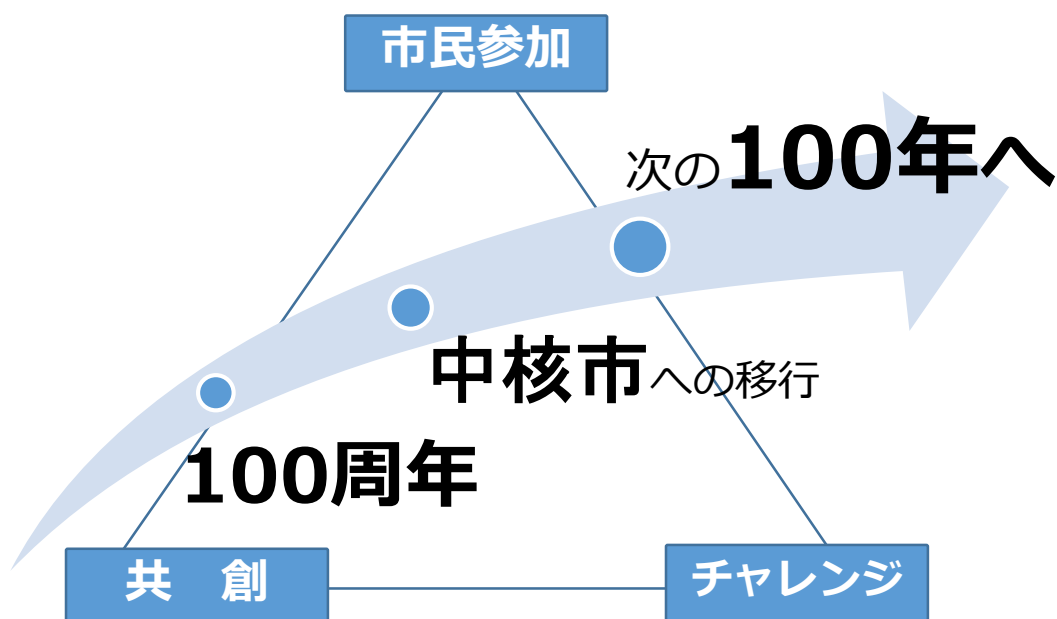 市民参加
次の100年へ
中核市への移行
100周年
共　創
チャレンジ